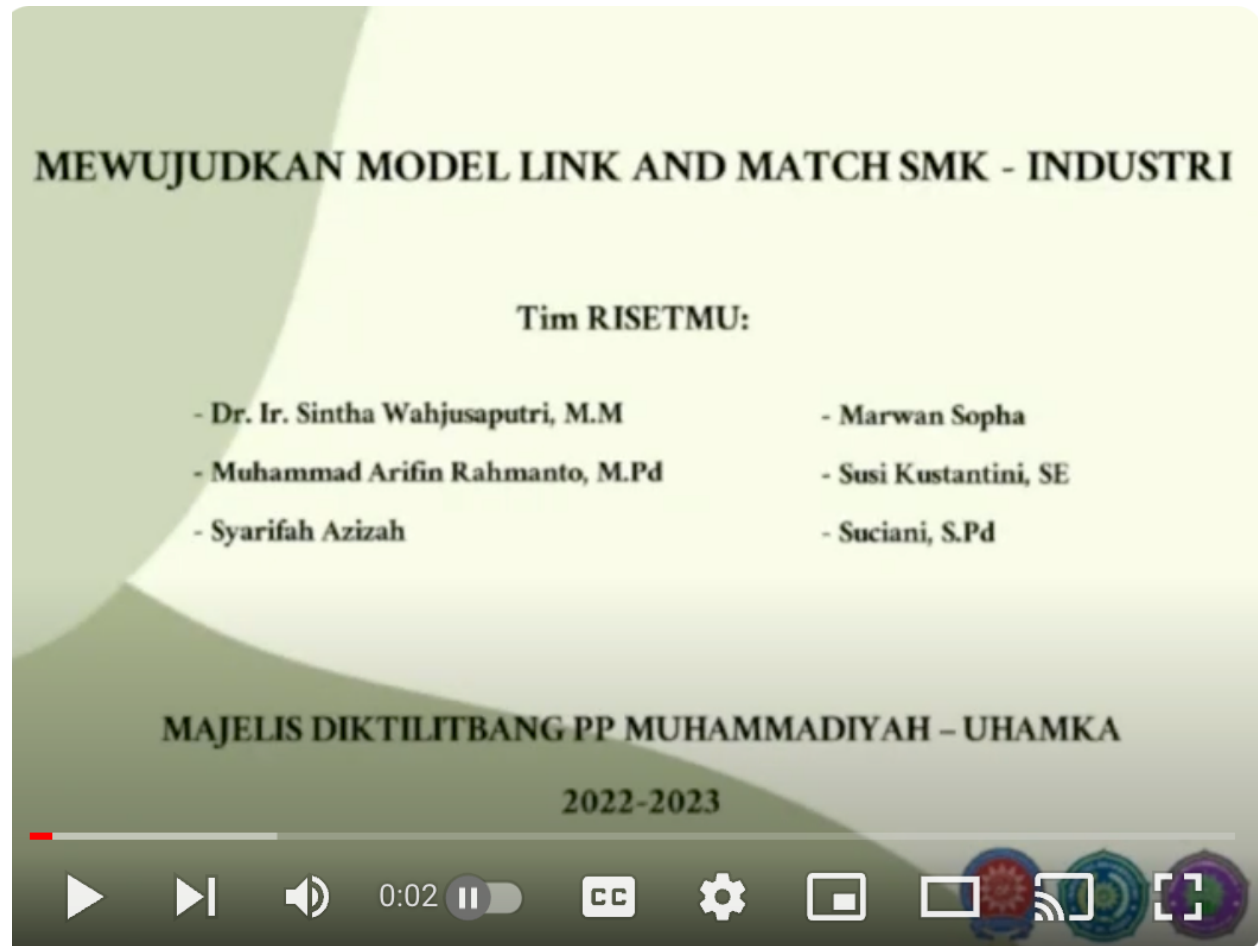 MEWUJUDKAN MODEL LINK AND MATCH SMK - INDUSTRI
Tim RISETMU:
- Dr. Ir. Sintha Wahjusaputri, M.M
- Muhammad Arifin Rahmanto, M.Pd
- Syarifah Azizah
- Marwan Sopha
- Susi Kustantini, SE
- Suciani, S.Pd
MAJELIS DIKTILITBANG PP MUHAMMADIYAH – UHAMKA
2022-2023
0:02
CC